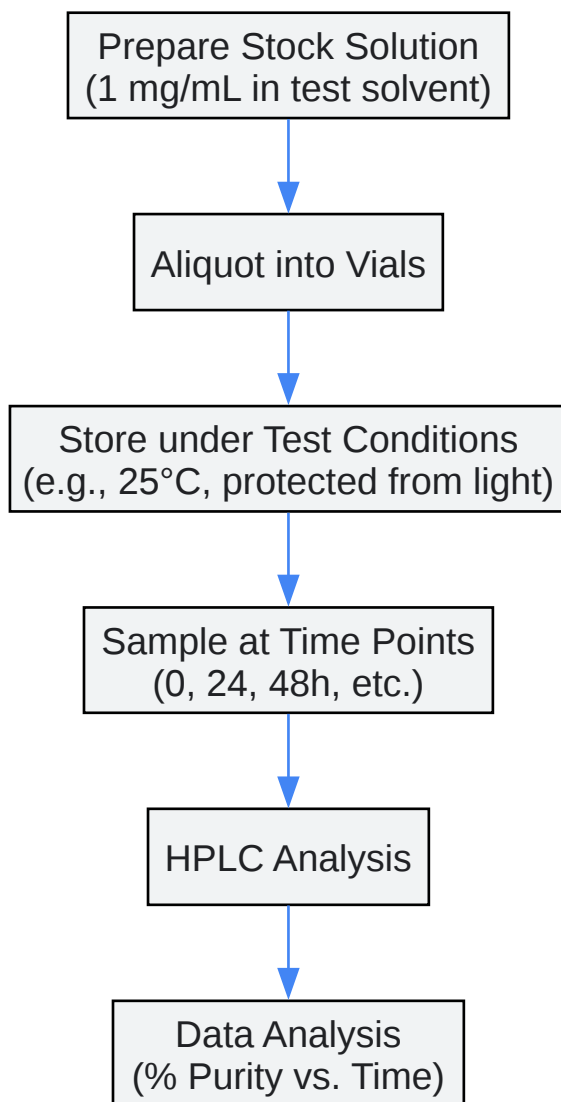 Prepare Stock Solution
(1 mg/mL in test solvent)
Aliquot into Vials
Store under Test Conditions
(e.g., 25°C, protected from light)
Sample at Time Points
(0, 24, 48h, etc.)
HPLC Analysis
Data Analysis
(% Purity vs. Time)